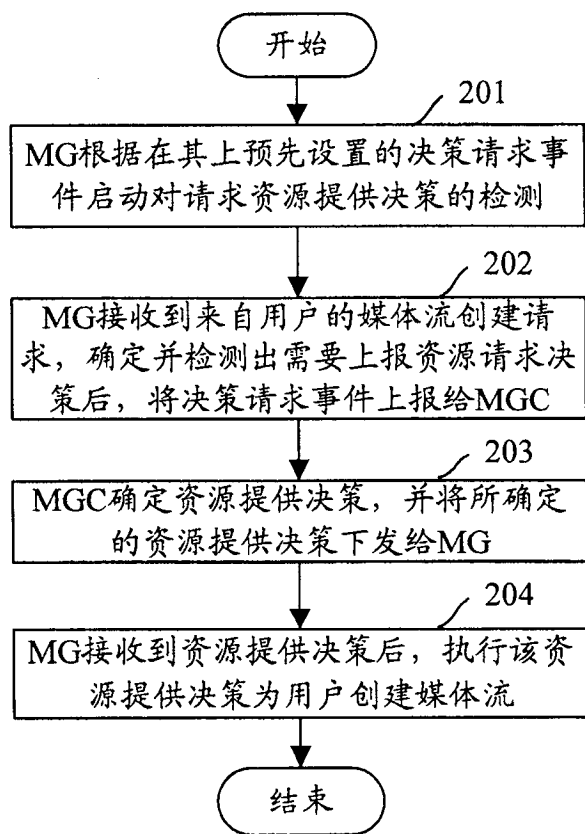 开始
201
MG根据在其上预先设置的决策请求事
件启动对请求资源提供决策的检测
202
MG接收到来自用户的媒体流创建请
求，确定并检测出需要上报资源请求决
策后，将决策请求事件上报给MGC
203
MGC确定资源提供决策，并将所确定
的资源提供决策下发给MG
204
MG接收到资源提供决策后，执行该资
源提供决策为用户创建媒体流
结束